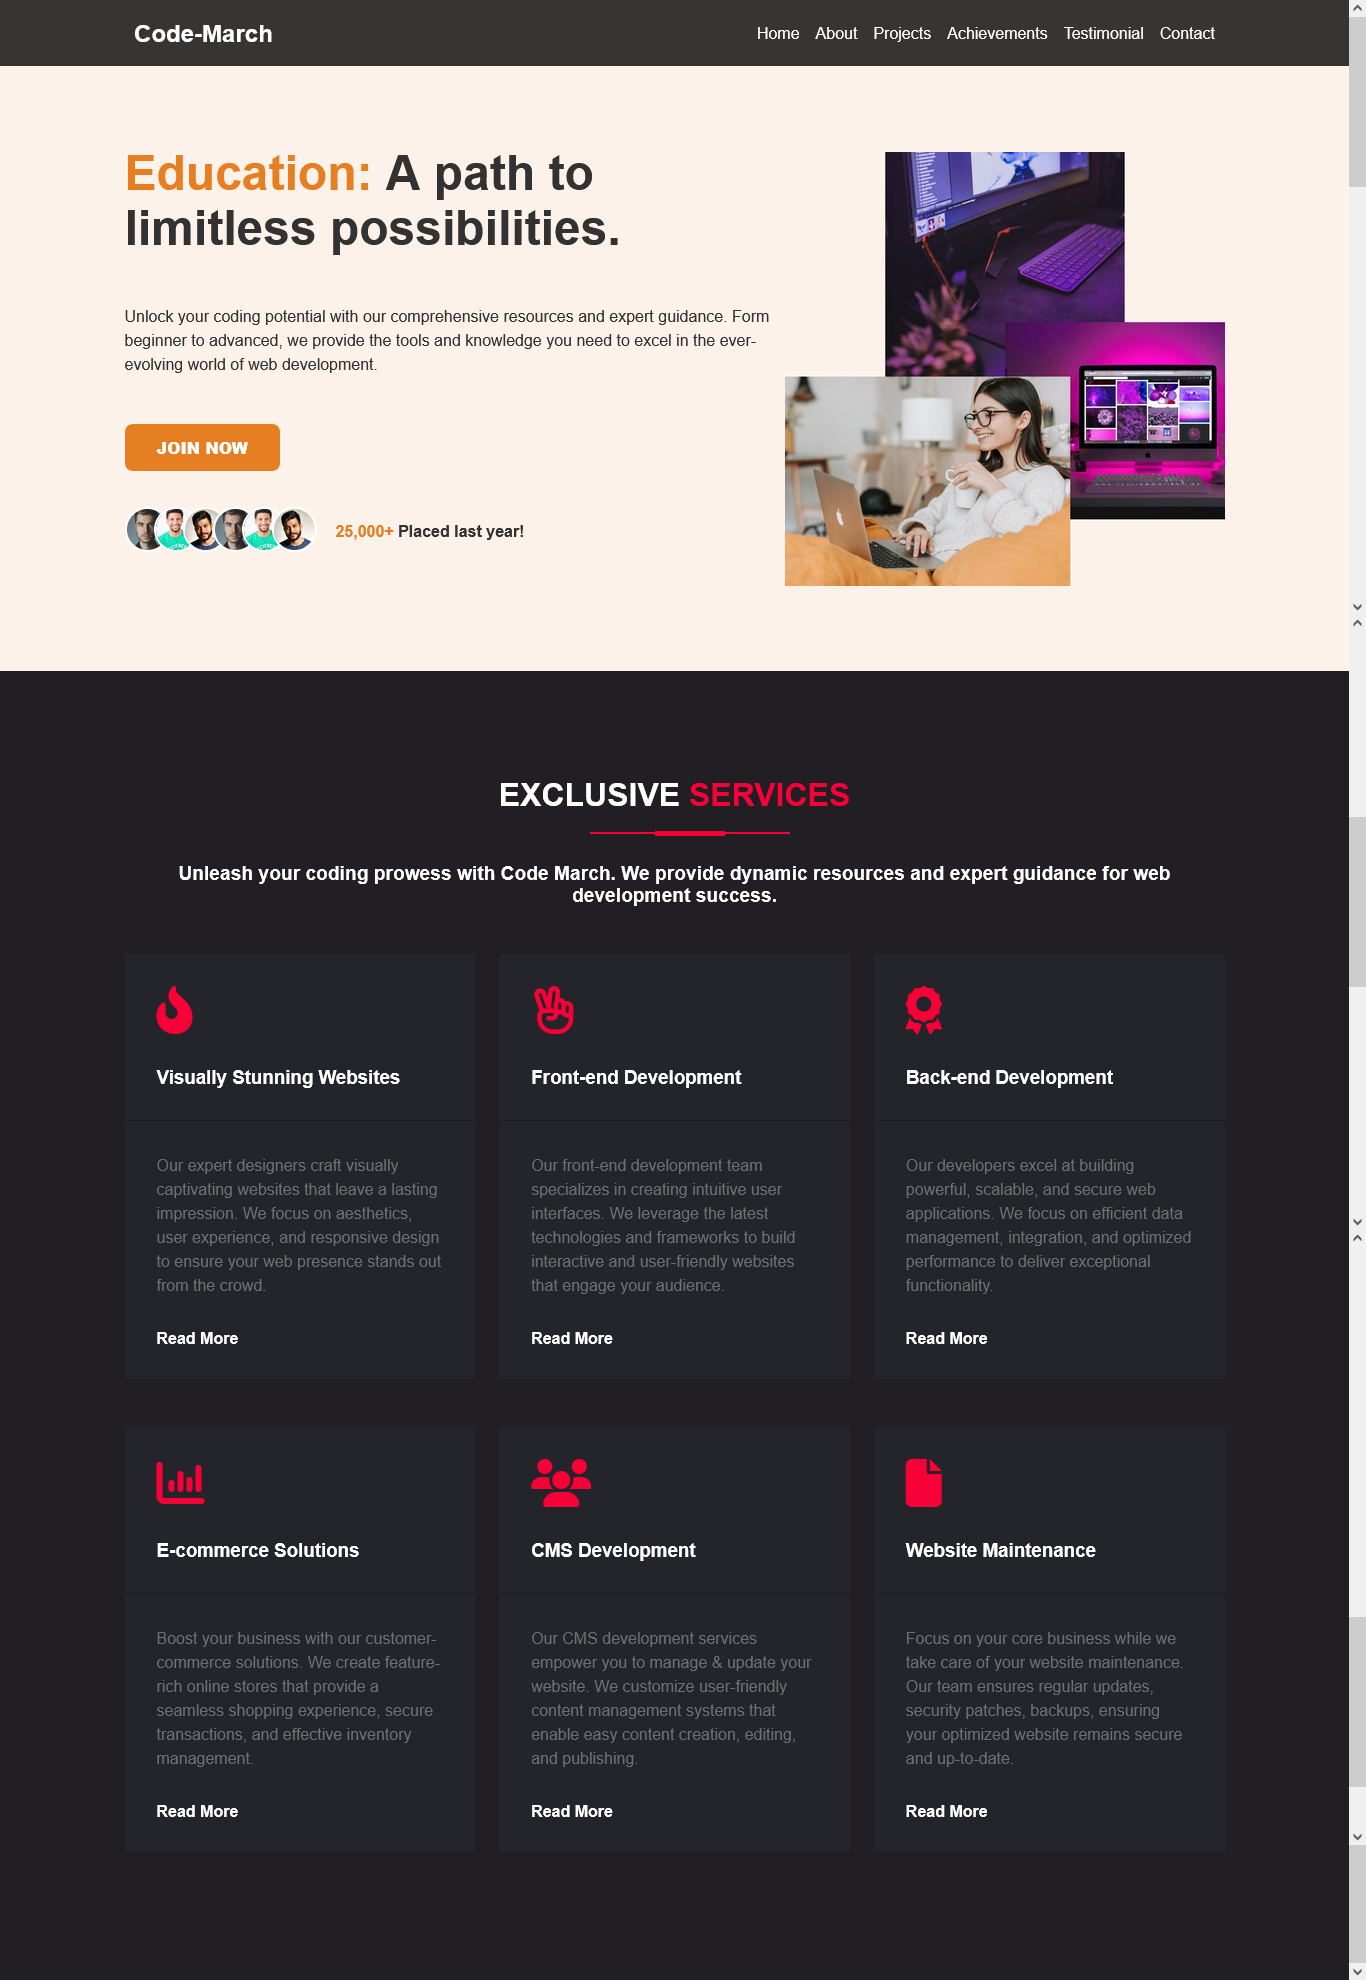 Code-March
Home About Projects Achievements Testimonial Contact
Education: A path to
limitless possibilities.
Unlock your coding potential with our comprehensive resources and expert guidance. Form
beginner to advanced, we provide the tools and knowledge you need to excel in the ever-
evolving world of web development.
JOIN NOW
25,000+ Placed last year!
EXCLUSIVE SERVICES
Unleash your coding prowess with Code March. We provide dynamic resources and expert guidance for web
development success.
Visually Stunning Websites
Our expert designers craft visually
captivating websites that leave a lasting
impression. We focus on aesthetics,
user experience, and responsive design
to ensure your web presence stands out
from the crowd.
Read More
Front-end Development
Our front-end development team
specializes in creating intuitive user
interfaces. We leverage the latest
technologies and frameworks to build
interactive and user-friendly websites
that engage your audience.
Read More
Back-end Development
Our developers excel at building
powerful, scalable, and secure web
applications. We focus on efficient data
management, integration, and optimized
performance to deliver exceptional
functionality.
Read More
E-commerce Solutions
Boost your business with our customer-
commerce solutions. We create feature-
rich online stores that provide a
seamless shopping experience, secure
transactions, and effective inventory
management.
Read More
CMS Development
Our CMS development services
empower you to manage & update your
website. We customize user-friendly
content management systems that
enable easy content creation, editing,
and publishing.
Read More
Website Maintenance
Focus on your core business while we
take care of your website maintenance.
Our team ensures regular updates,
security patches, backups, ensuring
your optimized website remains secure
and up-to-date.
Read More